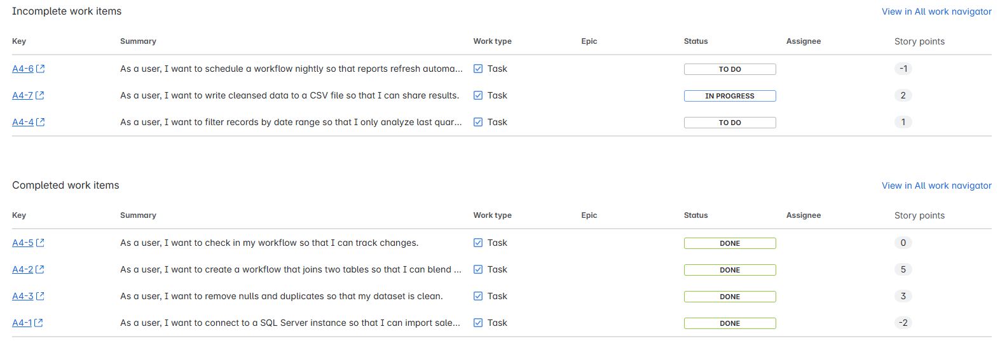 Incomplete work items View in All work navigator
Key Summary Work type Epic Status Assignee Story points
A4-6 As a user, I want to schedule a workflow nightly so that reports refresh automa... Task TO DO -1
A4-7 As a user, I want to write cleansed data to a CSV file so that I can share results. Task IN PROGRESS 2
A4-4 As a user, I want to filter records by date range so that I only analyze last quar... Task TO DO 1
Completed work items View in All work navigator
Key Summary Work type Epic Status Assignee Story points
A4-5 As a user, I want to check in my workflow so that I can track changes. Task DONE 0
A4-2 As a user, I want to create a workflow that joins two tables so that I can blend ... Task DONE 5
A4-3 As a user, I want to remove nulls and duplicates so that my dataset is clean. Task DONE 3
A4-1 As a user, I want to connect to a SQL Server instance so that I can import sale... Task DONE -2